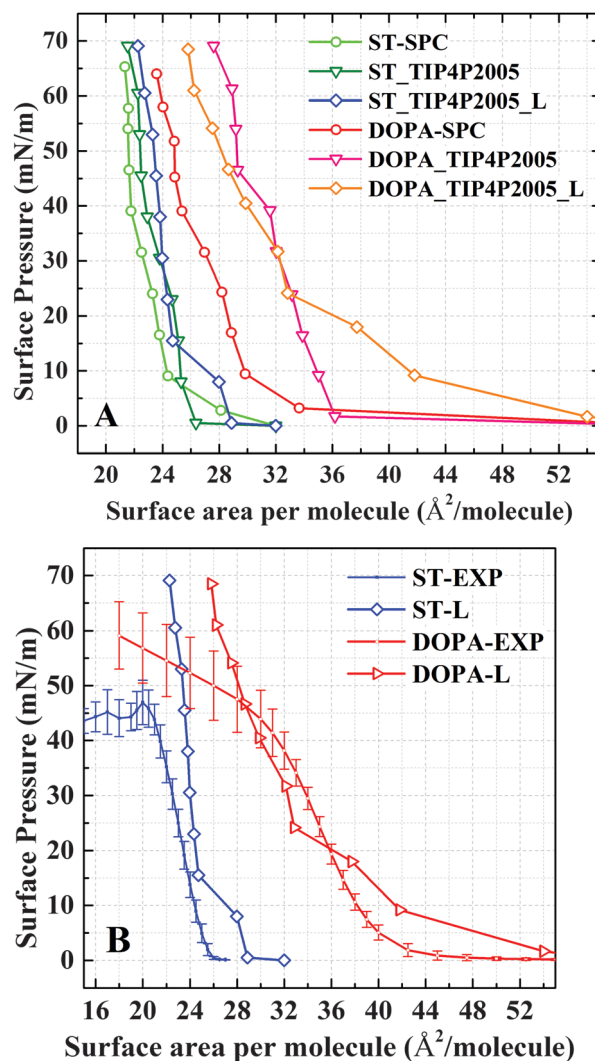 70
60
50
40
30
20
10
0
Surface Pressure (mN/m)
ST-SPC
ST_TIP4P2005
ST_TIP4P2005_L
DOPA-SPC
DOPA_TIP4P2005
DOPA_TIP4P2005_L
A
20 24 28 32 36 40 44 48 52
Surface area per molecule (Å²/molecule)
70
60
50
40
30
20
10
0
Surface Pressure (mN/m)
ST-EXP
ST-L
DOPA-EXP
DOPA-L
B
16 20 24 28 32 36 40 44 48 52
Surface area per molecule (Å²/molecule)